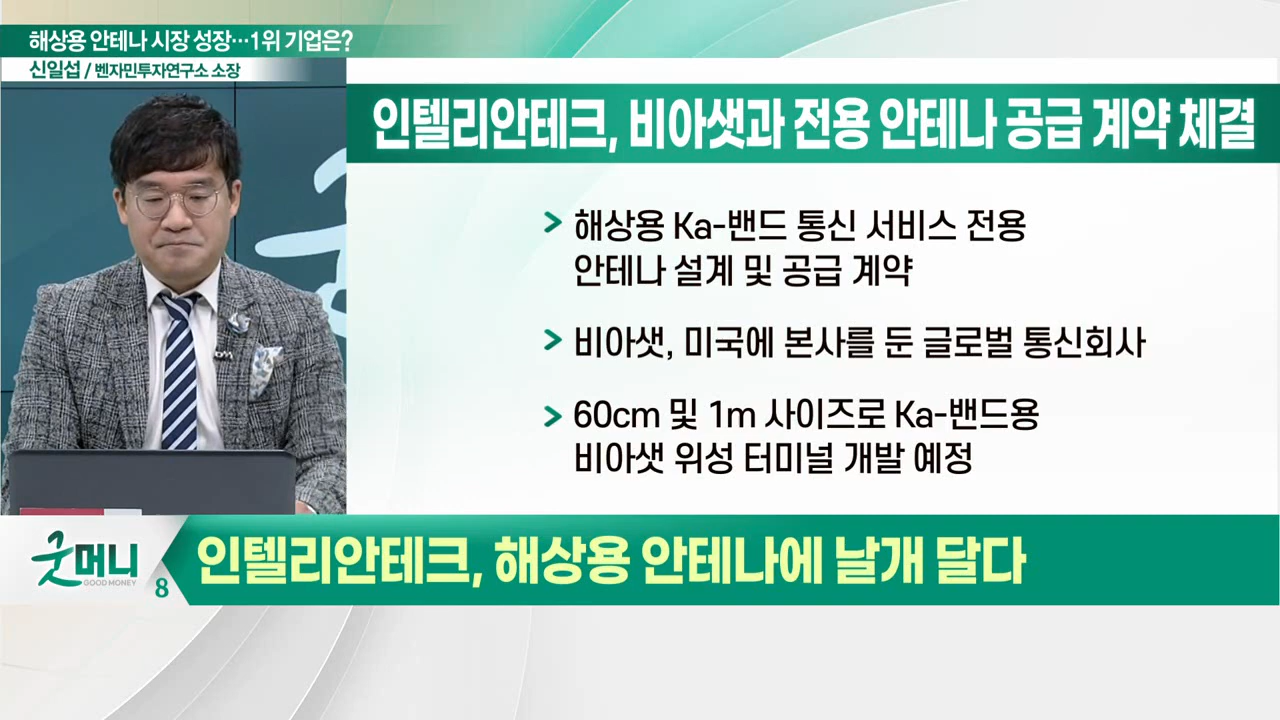 해상용 안테나 시장 성장…1위 기업은?
신일섭 / 벤자민투자연구소 소장
인텔리안테크, 비아샛과 전용 안테나 공급 계약 체결
> 해상용 Ka-밴드 통신 서비스 전용
안테나 설계 및 공급 계약
> 비아샛, 미국에 본사를 둔 글로벌 통신회사
> 60cm 및 1m 사이즈로 Ka-밴드용
비아샛 위성 터미널 개발 예정
굿머니
GOOD MONEY
8
인텔리안테크, 해상용 안테나에 날개 달다